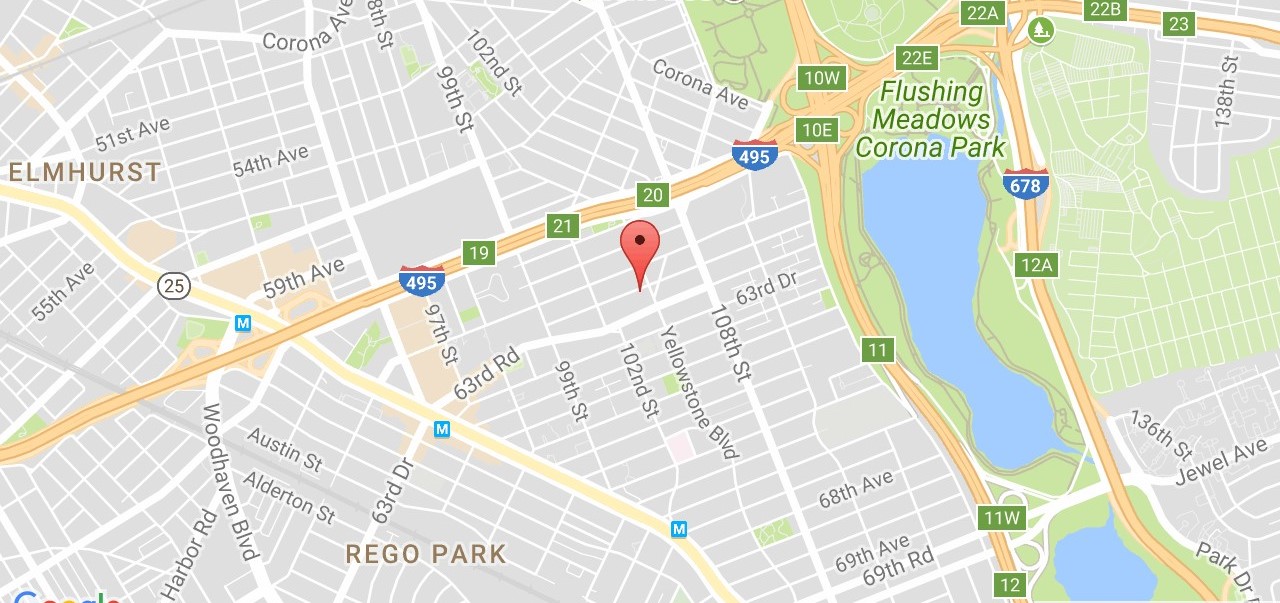 22A
22B
23
Corona Ave
8th St
102nd St
22E
99th St
Corona Ave
10W
138th St
Flushing
Meadows
Corona Park
51st Ave
10E
54th Ave
495
ELMHURST
678
20
21
19
12A
59th Ave
495
25
55th Ave
63rd Dr
M
97th St
108th St
Yellowstone Blvd
11
63rd Rd
102nd St
99th St
M
Woodhaven Blvd
Austin St
136th St
Jewel Ave
Alderton St
63rd Dr
68th Ave
11W
M
Harbor Rd
REGO PARK
69th Ave
69th Rd
Park Dr
12
Google